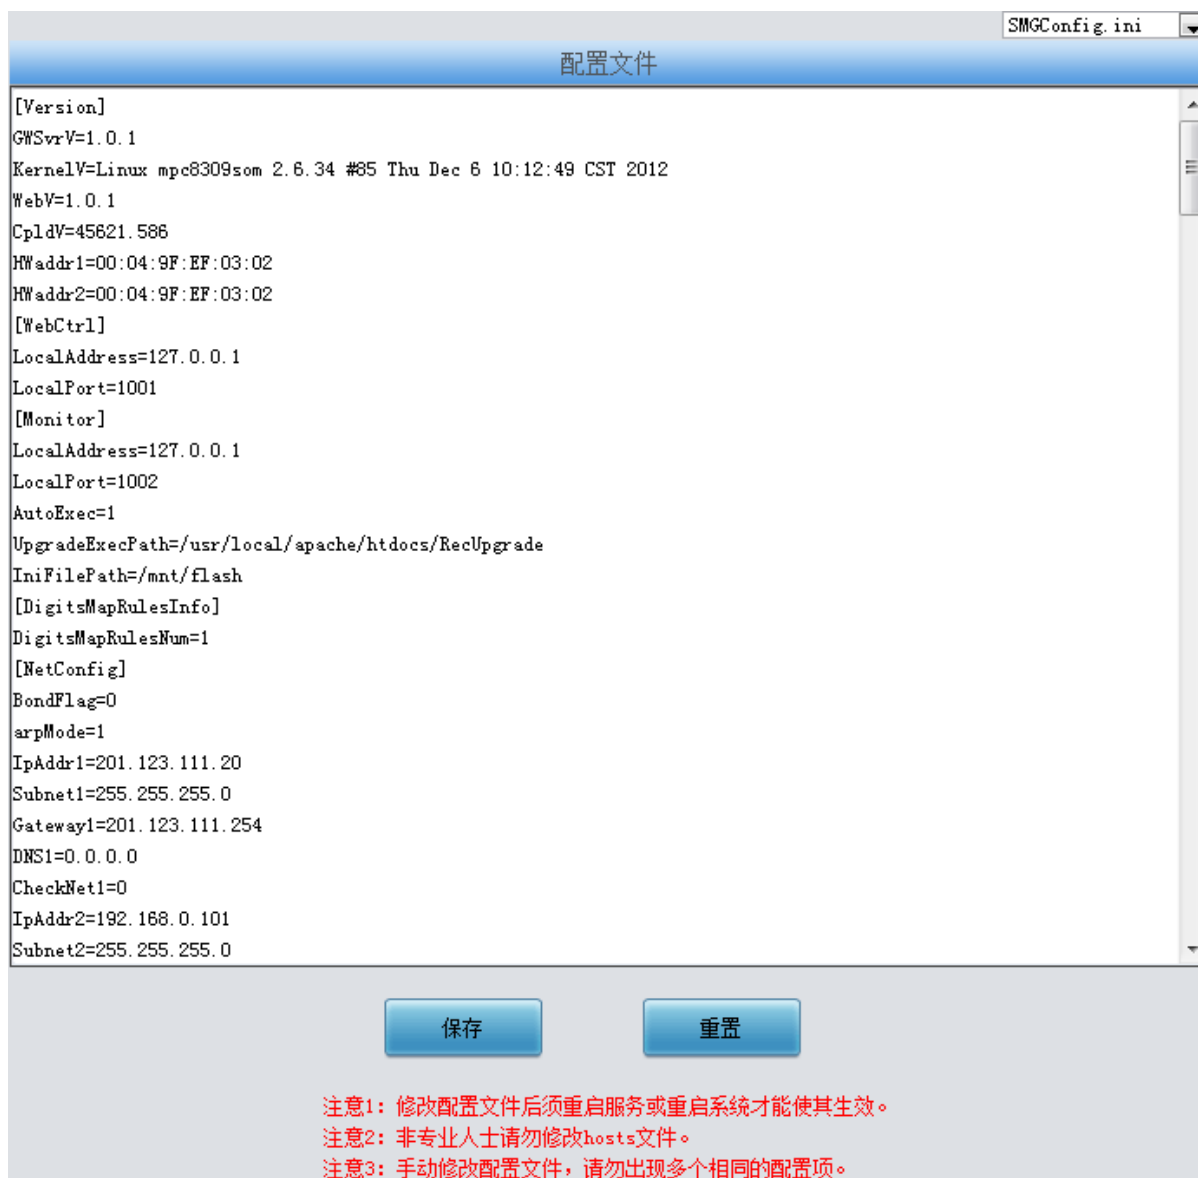 SMGConfig.ini
配置文件
[Version]
GWSvrV=1.0.1
KernelV=Linux mpc8309som 2.6.34 #85 Thu Dec 6 10:12:49 CST 2012
WebV=1.0.1
CpldV=45621.586
HWaddr1=00:04:9F:EF:03:02
HWaddr2=00:04:9F:EF:03:02
[WebCtrl]
LocalAddress=127.0.0.1
LocalPort=1001
[Monitor]
LocalAddress=127.0.0.1
LocalPort=1002
AutoExec=1
UpgradeExecPath=/usr/local/apache/htdocs/RecUpgrade
IniFilePath=/mnt/flash
[DigitsMapRulesInfo]
DigitsMapRulesNum=1
[NetConfig]
BondFlag=0
arpMode=1
IpAddr1=201.123.111.20
Subnet1=255.255.255.0
Gateway1=201.123.111.254
DNS1=0.0.0.0
CheckNet1=0
IpAddr2=192.168.0.101
Subnet2=255.255.255.0
保存 重置
注意1：修改配置文件后须重启服务或重启系统才能使其生效。
注意2：非专业人士请勿修改hosts文件。
注意3：手动修改配置文件，请勿出现多个相同的配置项。